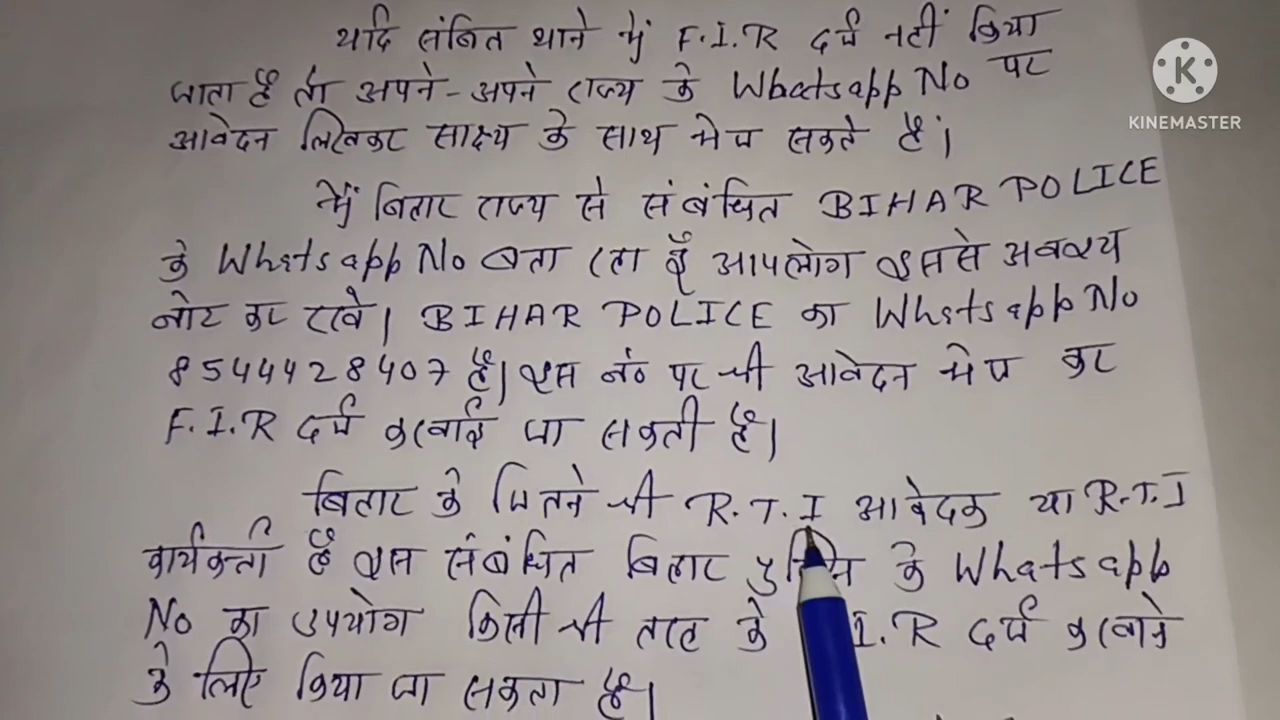 यदि संबित थाने में F.I.R दर्ज नहीं किया
जाता है तो अपने-अपने राज्य के Whatsapp No पर
आवेदन लिखकर साक्ष्य के साथ भेज सकते हैं।
में बिहार राज्य से संबंधित BIHAR POLICE
के Whatsapp No बता रहा हूँ आपलोग इससे अवश्य
नोट कर रखें। BIHAR POLICE का Whatsapp No
8544428407 है। इस नं० पर भी आवेदन भेज कर
F.I.R दर्ज करवाई जा सकती है।
बिहार के जितने भी R.T.I आवेदक या R.T.I
कार्यकर्ता है इस संबंधित बिहार के Whatsapp
No का उपयोग किसी भी तरह के I.R दर्ज करवाने
के लिए किया जा सकता है।
KINEMASTER